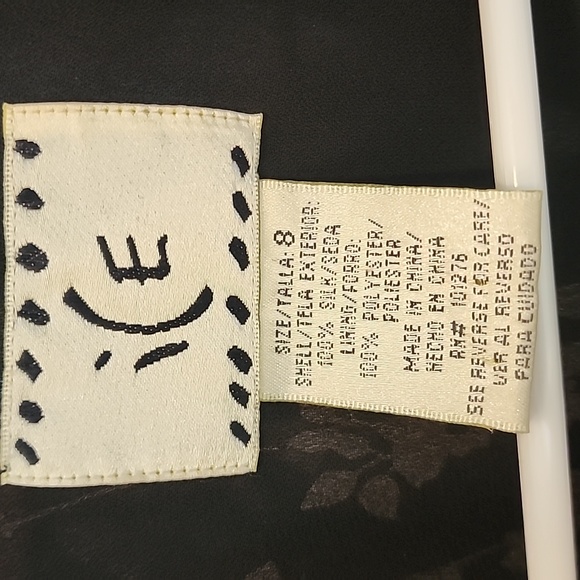 iCE
SIZE/TALLA: 8
SHELL/TELA EXTERIOR:
100% SILK/SEDA
LINING/FORRO:
100% POLYESTER/
POLIESTER
MADE IN CHINA/
HECHO EN CHINA
RN# 101276
SEE REVERSE FOR CARE/
VER AL REVERSO
PARA CUIDADO